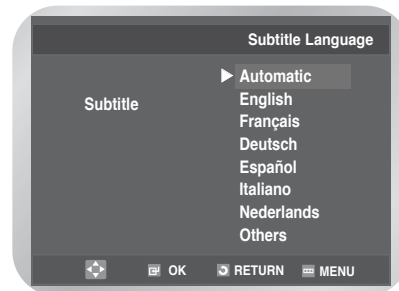 Subtitle Language
Subtitle
Automatic
English
Français
Deutsch
Español
Italiano
Nederlands
Others
OK RETURN MENU